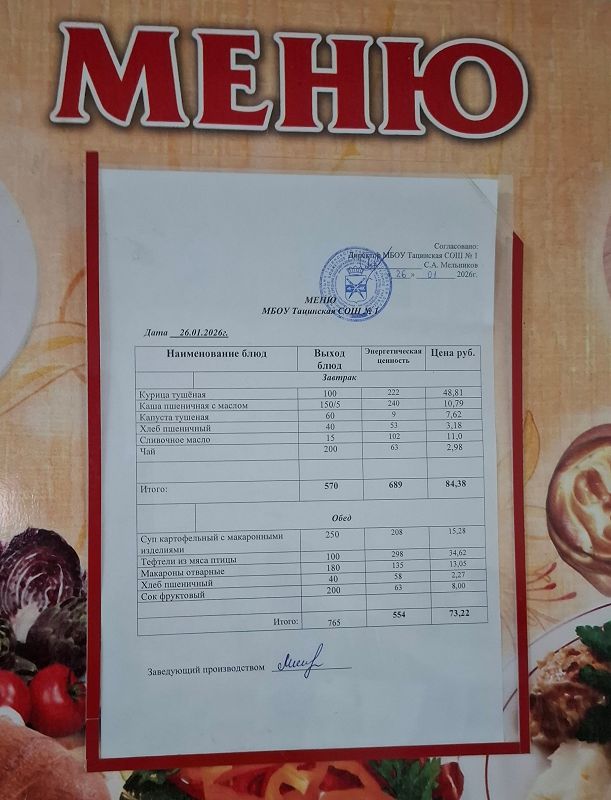 МЕНЮ
Согласовано:
Директор МБОУ Тацинская СОШ № 1
С.А. Мельников
26 » 01 2026г.
МЕНЮ
МБОУ Тацинская СОШ № 1
Дата 26.01.2026г.
Наименование блюд Выход блюд Энергетическая ценность Цена руб.
Завтрак
Курица тушёная 100 222 48,81
Каша пшеничная с маслом 150/5 240 10,79
Капуста тушеная 60 9 7,62
Хлеб пшеничный 40 53 3,18
Сливочное масло 15 102 11,0
Чай 200 63 2,98
Итого: 570 689 84,38
Обед
Суп картофельный с макаронными изделиями 250 208 15,28
Тефтели из мяса птицы 100 298 34,62
Макароны отварные 180 135 13,05
Хлеб пшеничный 40 58 2,27
Сок фруктовый 200 63 8,00
Итого: 765 554 73,22
Заведующий производством